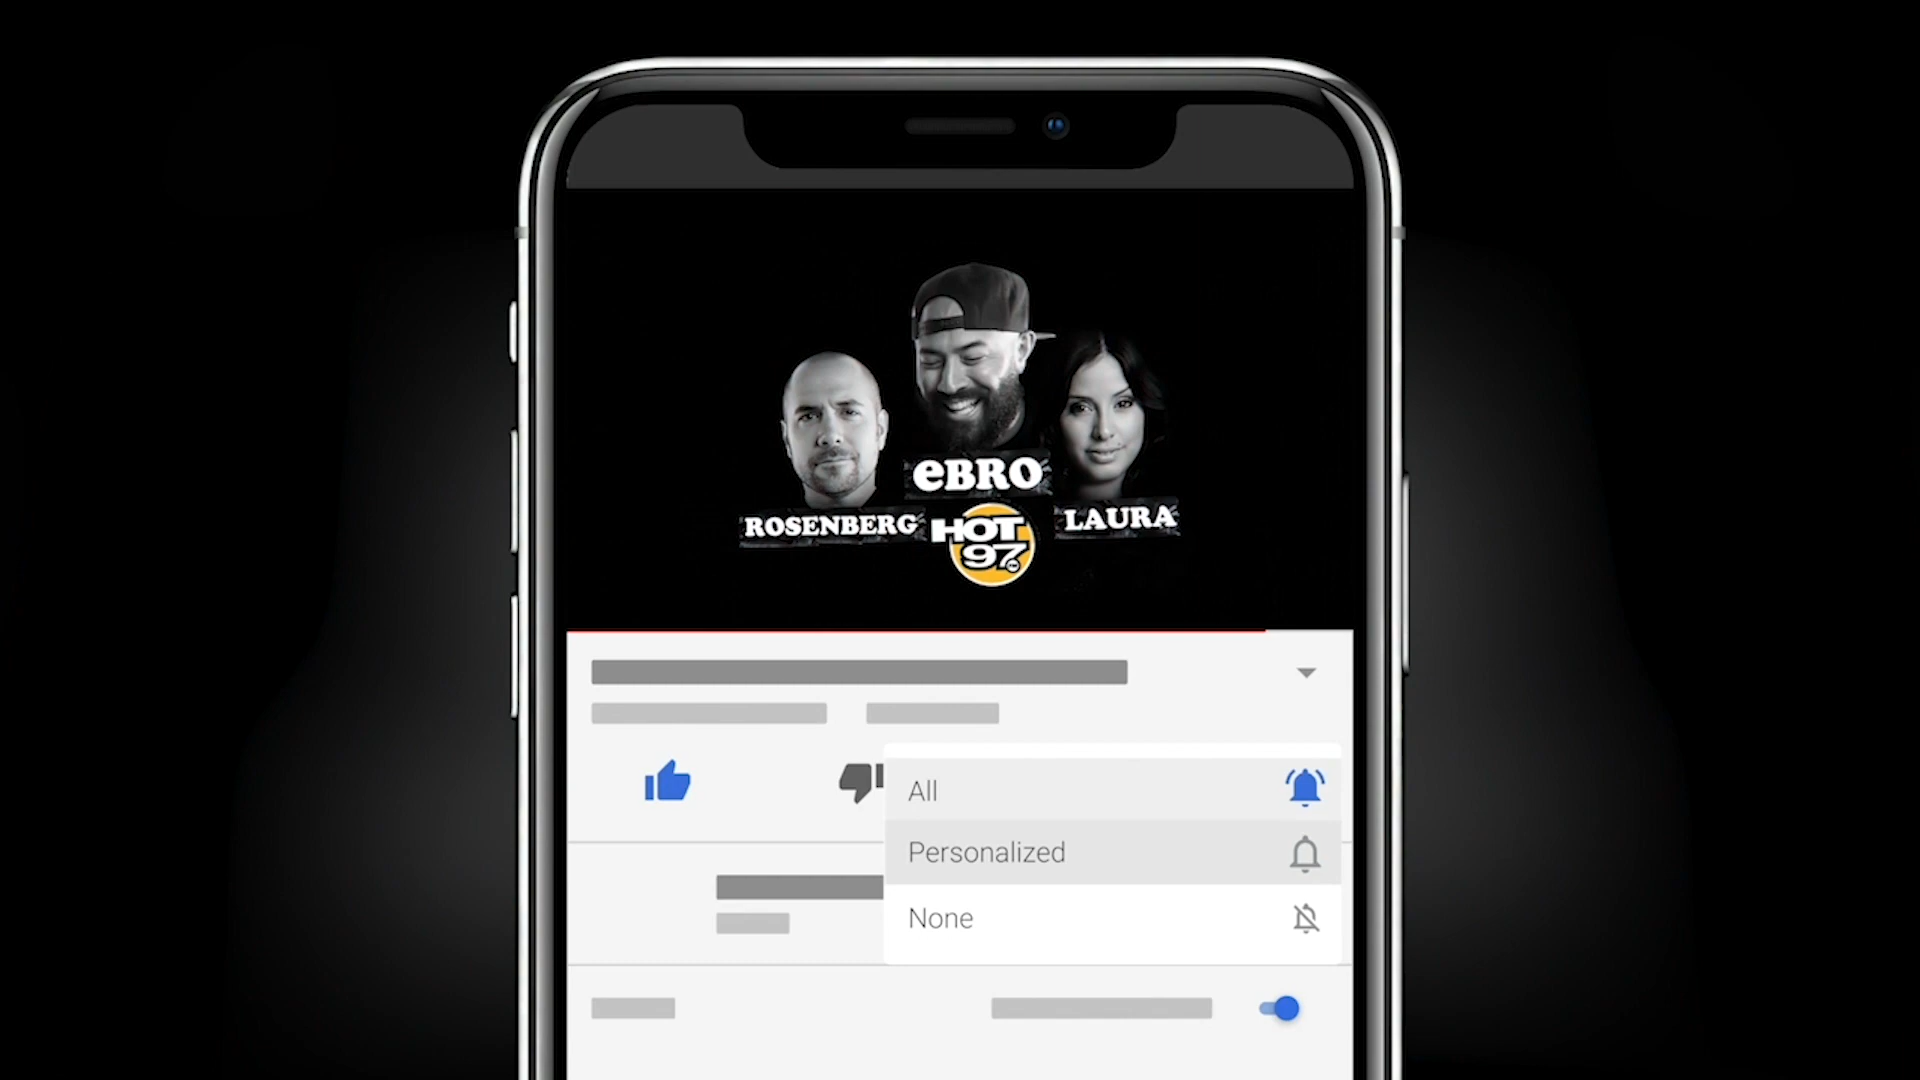 eBRO
ROSENBERG
LAURA
HOT
97
All
Personalized
None